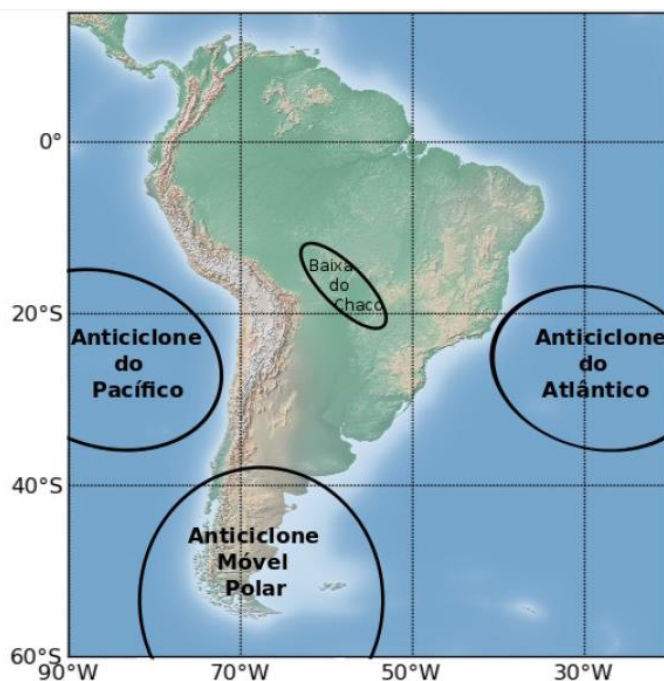 0°
Baixa
do
Chaco
20°S
Anticiclone
do
Pacífico
Anticiclone
do
Atlântico
40°S
Anticiclone
Móvel
Polar
60°S
90°W
70°W
50°W
30°W